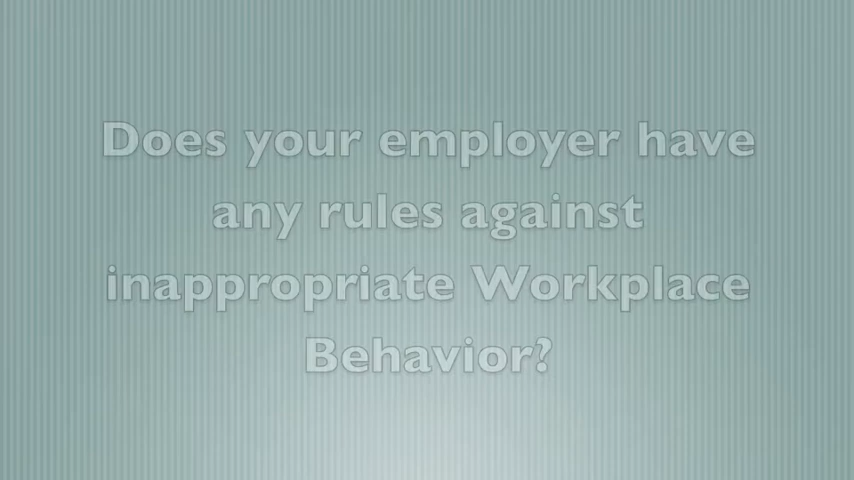 Does your employer have
any rules against
inappropriate Workplace
Behavior?